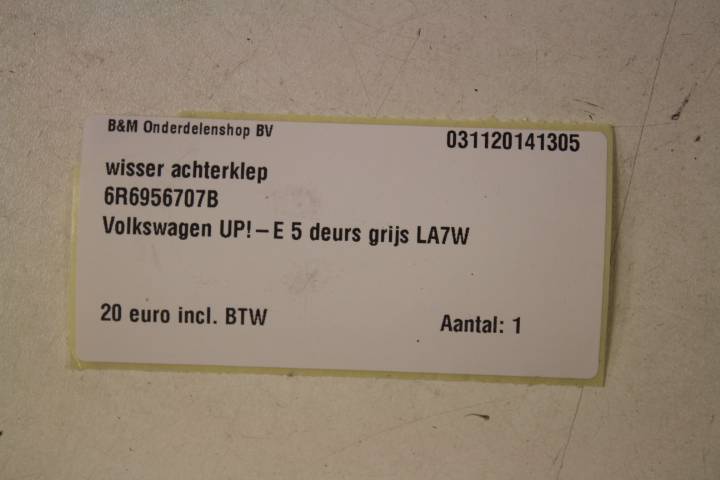 B&M Onderdelenshop BV
031120141305
wisser achterklep
6R6956707B
Volkswagen UP!–E 5 deurs grijs LA7W
20 euro incl. BTW
Aantal: 1